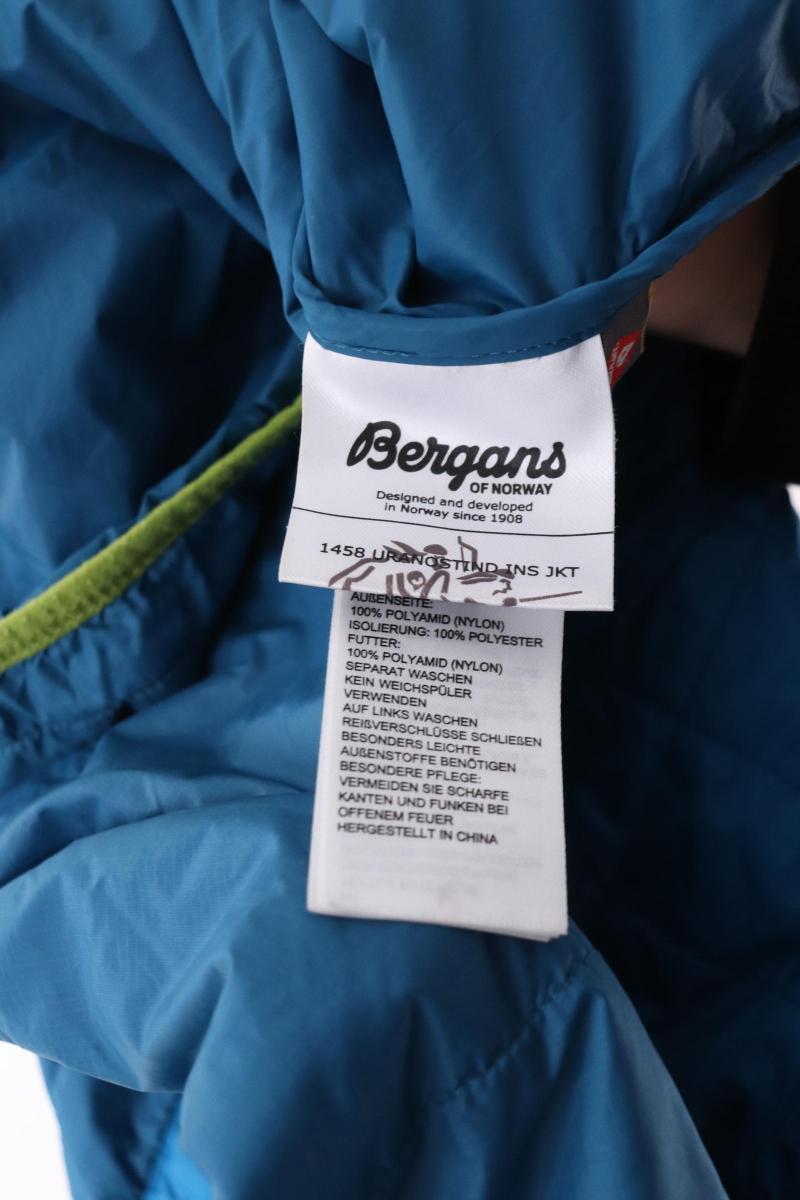 Bergans
OF NORWAY
Designed and developed
in Norway since 1908
1458 URANOSTIND INS JKT
AUßENSEITE:
100% POLYAMID (NYLON)
ISOLIERUNG: 100% POLYESTER
FUTTER:
100% POLYAMID (NYLON)
SEPARAT WASCHEN
KEIN WEICHSPÜLER
VERWENDEN
AUF LINKS WASCHEN
REIßVERSCHLÜSSE SCHLIEßEN
BESONDERS LEICHTE
AUßENSTOFFE BENÖTIGEN
BESONDERE PFLEGE:
VERMEIDEN SIE SCHARFE
KANTEN UND FUNKEN BEI
OFFENEM FEUER
HERGESTELLT IN CHINA